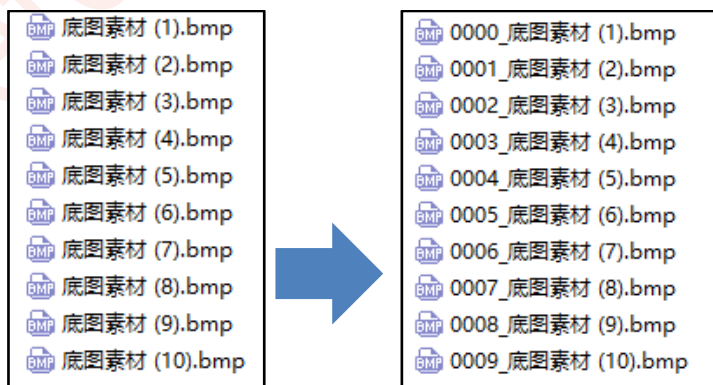 底图素材 (1).bmp
底图素材 (2).bmp
底图素材 (3).bmp
底图素材 (4).bmp
底图素材 (5).bmp
底图素材 (6).bmp
底图素材 (7).bmp
底图素材 (8).bmp
底图素材 (9).bmp
底图素材 (10).bmp
0000_底图素材 (1).bmp
0001_底图素材 (2).bmp
0002_底图素材 (3).bmp
0003_底图素材 (4).bmp
0004_底图素材 (5).bmp
0005_底图素材 (6).bmp
0006_底图素材 (7).bmp
0007_底图素材 (8).bmp
0008_底图素材 (9).bmp
0009_底图素材 (10).bmp